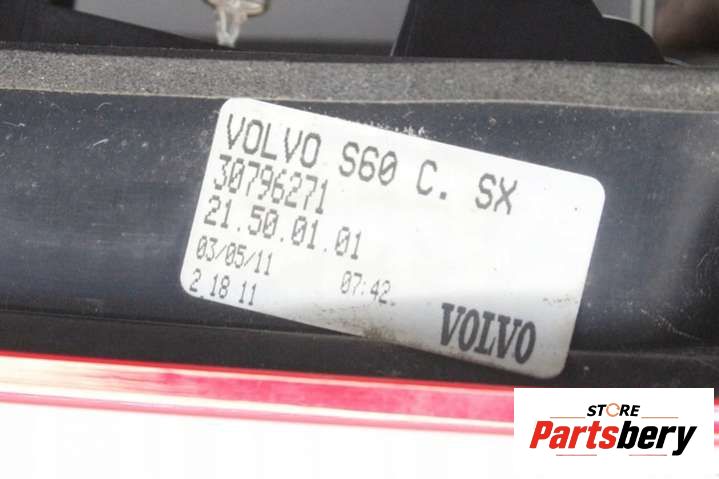 VOLVO S60 C. SX
30796271
21.50.01.01
03/05/11 07:42.
2 18 11
VOLVO
STORE
Partsbery